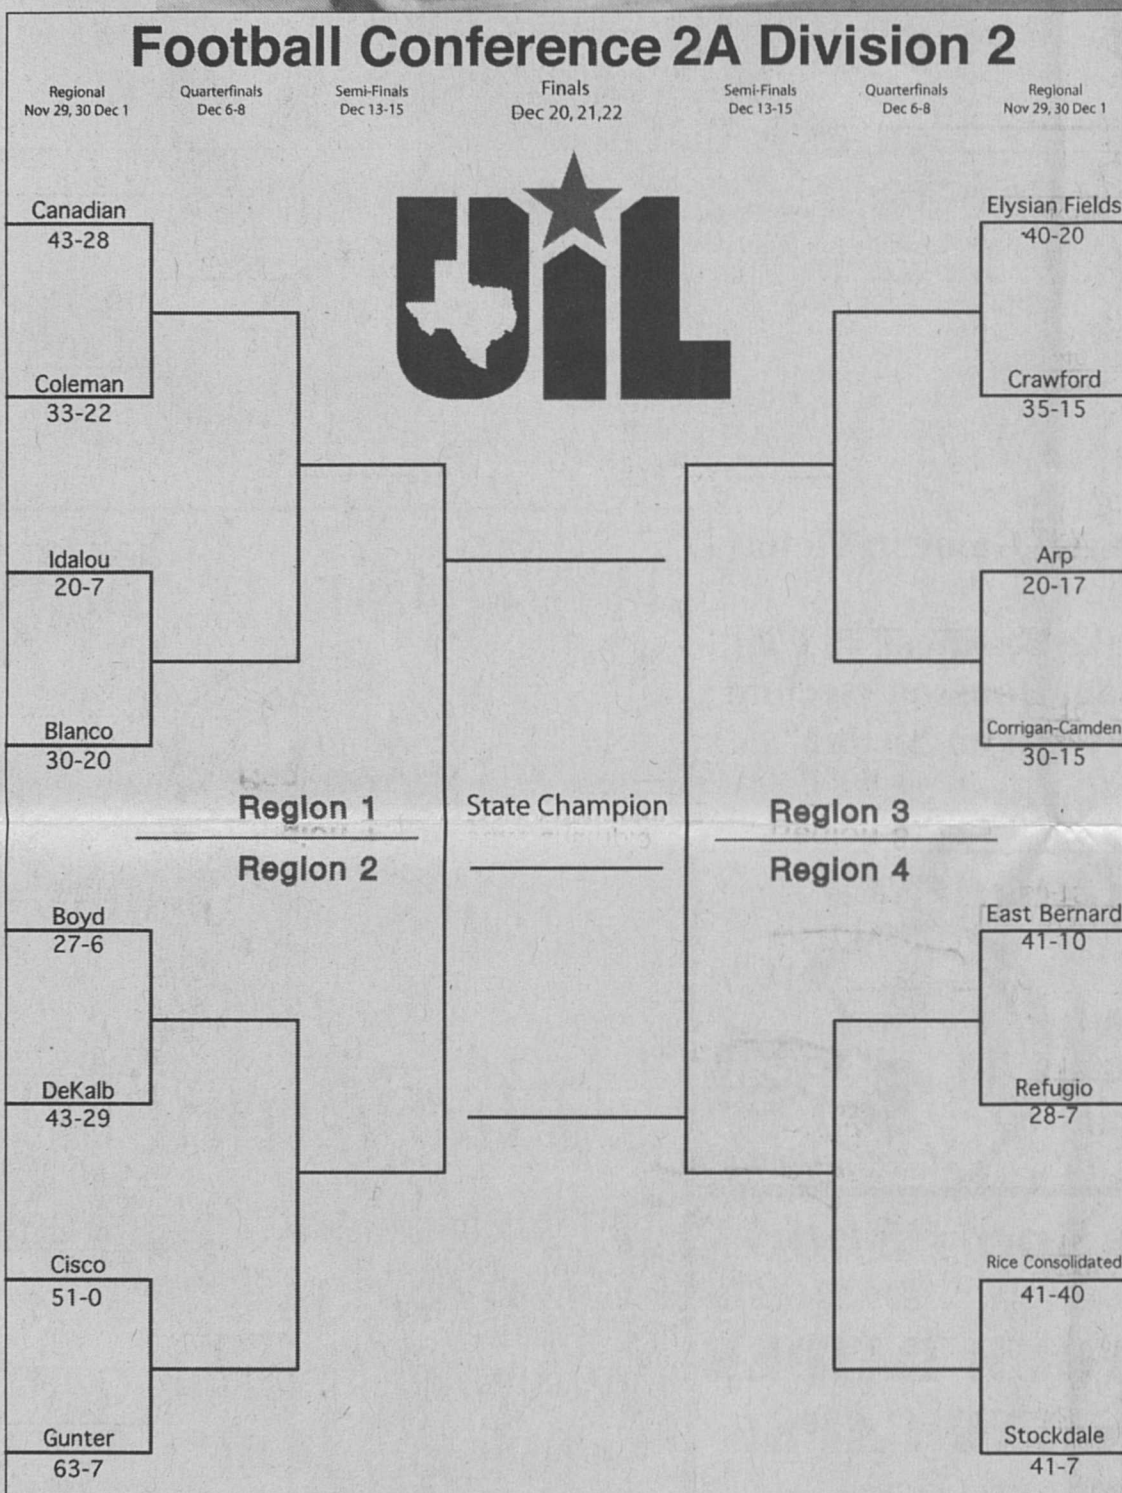 Football Conference 2A Division 2
Regional
Nov 29, 30 Dec 1
Quarterfinals
Dec 6-8
Semi-Finals
Dec 13-15
Finals
Dec 20, 21,22
Semi-Finals
Dec 13-15
Quarterfinals
Dec 6-8
Regional
Nov 29, 30 Dec 1
UIL
Canadian
43-28
Coleman
33-22
Idalou
20-7
Blanco
30-20
Elysian Fields
40-20
Crawford
35-15
Arp
20-17
Corrigan-Camden
30-15
Region 1
Region 2
State Champion
Region 3
Region 4
Boyd
27-6
DeKalb
43-29
Cisco
51-0
Gunter
63-7
East Bernard
41-10
Refugio
28-7
Rice Consolidated
41-40
Stockdale
41-7